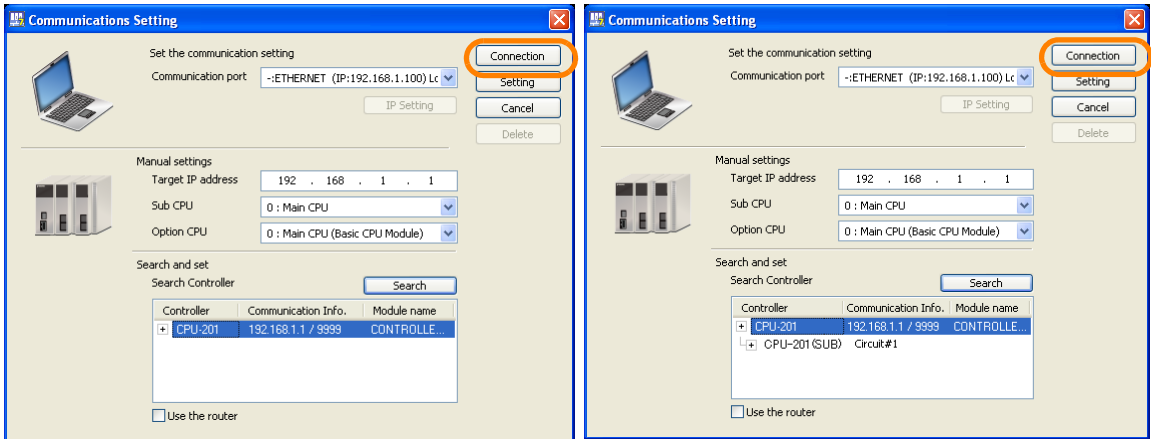 Communications Setting
Set the communication setting
Connection
Communication port
-:ETHERNET (IP:192.168.1.100) Lc
Setting
IP Setting
Cancel
Delete
Manual settings
Target IP address
192 . 168 . 1 . 1
Sub CPU
0 : Main CPU
Option CPU
0 : Main CPU (Basic CPU Module)
Search and set
Search Controller
Search
Controller Communication Info. Module name
CPU-201 192.168.1.1 / 9999 CONTROLLE...
Use the router
Communications Setting
Set the communication setting
Connection
Communication port
-:ETHERNET (IP:192.168.1.100) Lc
Setting
IP Setting
Cancel
Delete
Manual settings
Target IP address
192 . 168 . 1 . 1
Sub CPU
0 : Main CPU
Option CPU
0 : Main CPU (Basic CPU Module)
Search and set
Search Controller
Search
Controller Communication Info. Module name
CPU-201 192.168.1.1 / 9999 CONTROLLE...
CPU-201(SUB) Circuit#1
Use the router